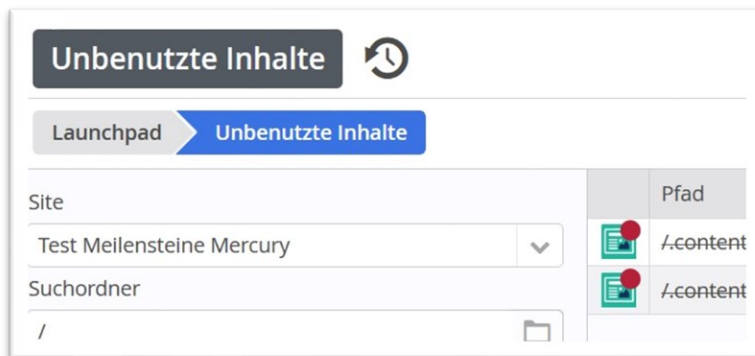 Unbenutzte Inhalte
Launchpad
Unbenutzte Inhalte
Site
Test Meilensteine Mercury
Suchordner
/
Pfad
/.content
/.content